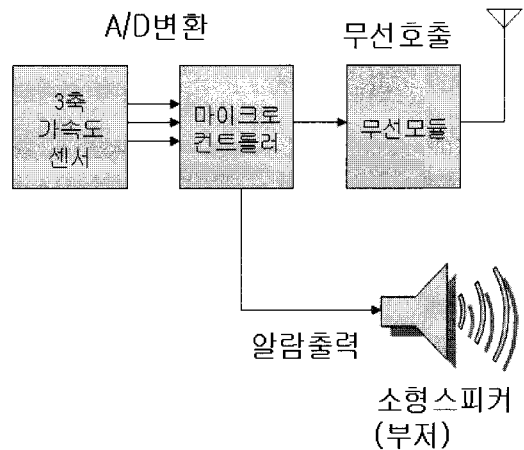 A/D변환
무선호출
3축
가속도
센서
마이크로
컨트롤러
무선모듈
알람출력
소형스피커
(부저)